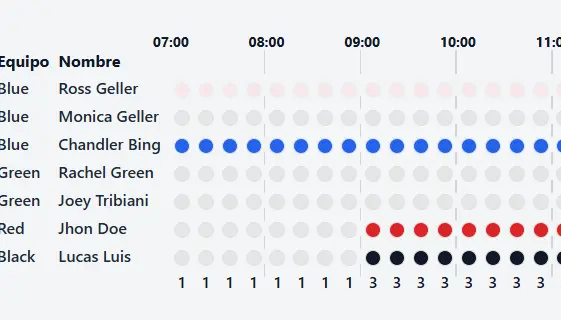 07:00 08:00 09:00 10:00 11:0
Equipo Nombre
Blue Ross Geller
Blue Monica Geller
Blue Chandler Bing
Green Rachel Green
Green Joey Tribiani
Red Jhon Doe
Black Lucas Luis
1 1 1 1 1 1 1 1 3 3 3 3 3 3 3 3